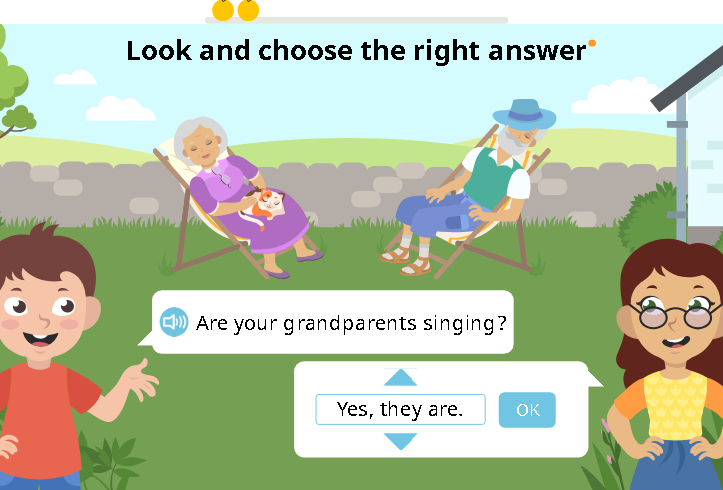 Look and choose the right answer
Are your grandparents singing?
Yes, they are.
OK